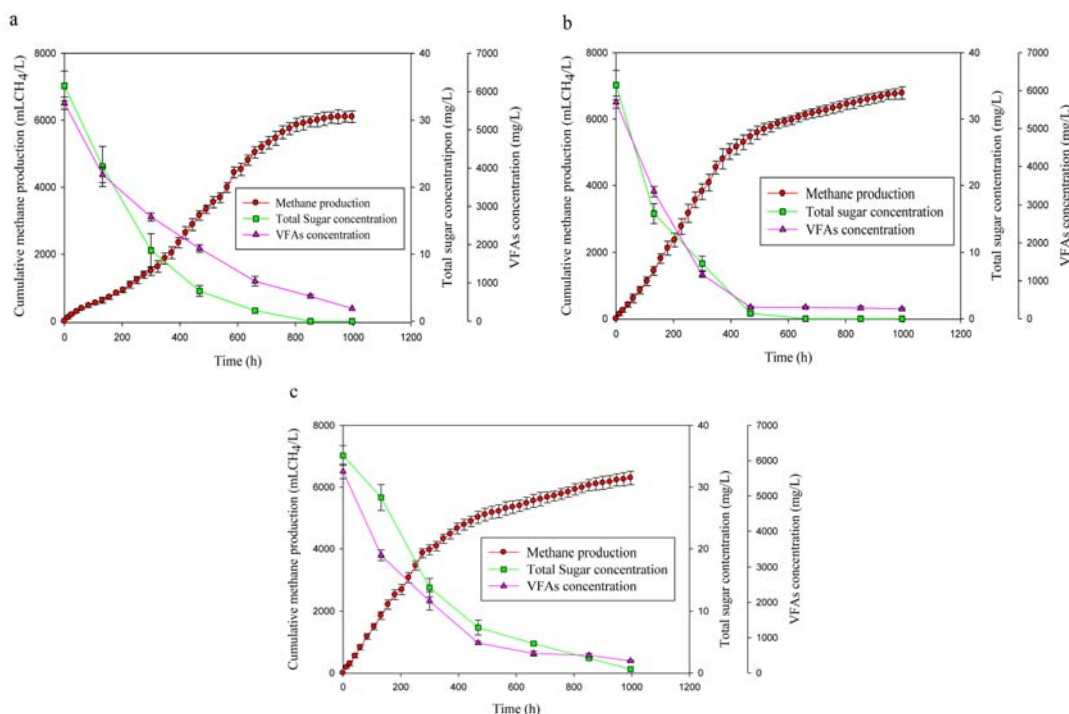 a
Cumulative methane production (mLCH4/L)
8000
6000
4000
2000
0
0 200 400 600 800 1000 1200
Time (h)
Methane production
Total Sugar concentration
VFAs concentration
40
30
20
10
0
Total sugar concentratipon (mg/L)
7000
6000
5000
4000
3000
2000
1000
0
VFAs concentration (mg/L)
b
Cumulative methane production (mLCH4/L)
8000
6000
4000
2000
0
0 200 400 600 800 1000 1200
Time (h)
Methane production
Total Sugar concentration
VFAs concentration
40
30
20
10
0
Total sugar contentration (mg/L)
7000
6000
5000
4000
3000
2000
1000
0
VFAs concentration (mg/L)
c
Cumulative methane production (mLCH4/L)
8000
6000
4000
2000
0
0 200 400 600 800 1000 1200
Time (h)
Methane production
Total Sugar concentration
VFAs concentration
40
30
20
10
0
Total sugar contentration (mg/L)
7000
6000
5000
4000
3000
2000
1000
0
VFAs concentration (mg/L)